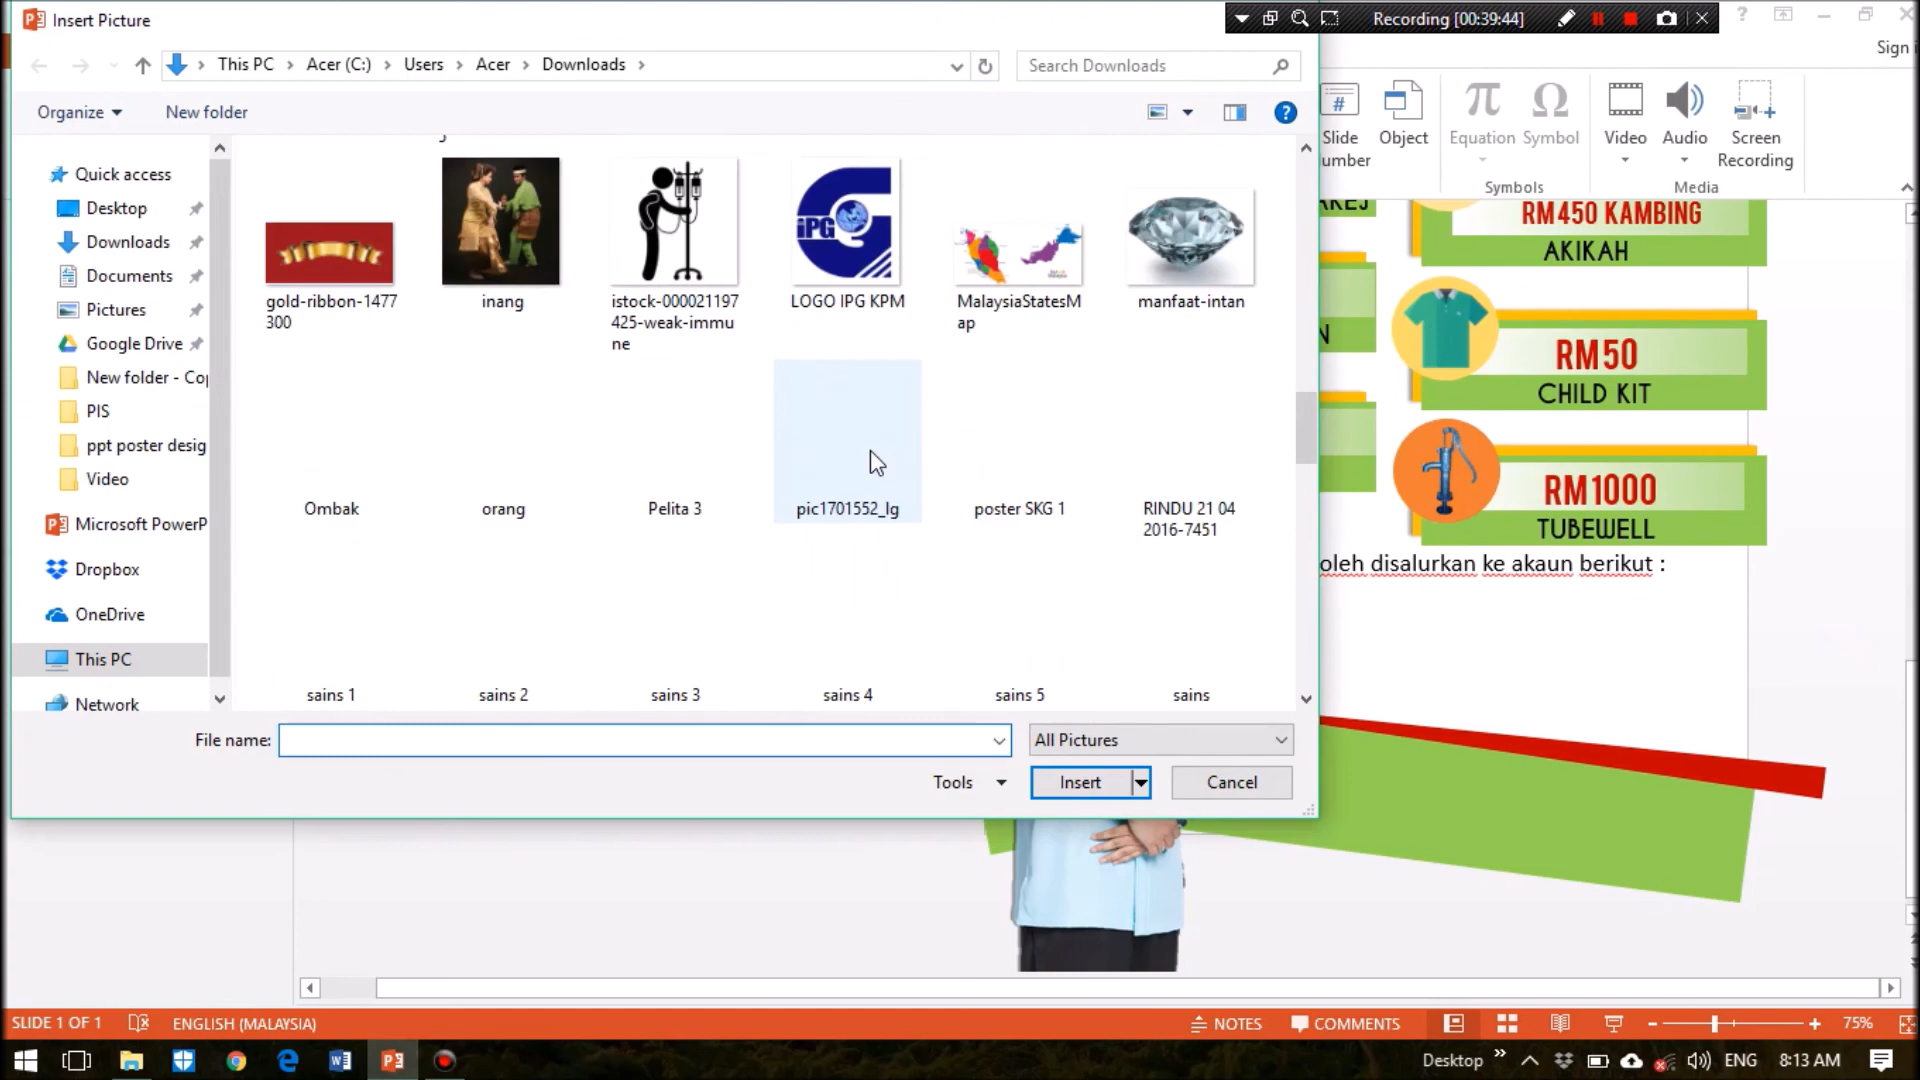 Insert Picture
Recording [00:39:44]
Sign
This PC
Acer (C:)
Users
Acer
Downloads
Search Downloads
Organize
New folder
Slide
Object
Equation
Symbol
Video
Audio
Screen
Recording
Symbols
Media
Quick access
Desktop
Downloads
Documents
Pictures
Google Drive
New folder - Cop
PIS
ppt poster desig
Video
Microsoft PowerP
Dropbox
OneDrive
This PC
Network
iPG
gold-ribbon-1477
300
inang
istock-000021197
425-weak-immu
ne
LOGO IPG KPM
MalaysiaStatesM
ap
manfaat-intan
Ombak
orang
Pelita 3
pic1701552_lg
poster SKG 1
RINDU 21 04
2016-7451
sains 1
sains 2
sains 3
sains 4
sains 5
sains
File name:
All Pictures
Tools
Insert
Cancel
RM450 KAMBING
AKIKAH
RM50
CHILD KIT
RM1000
TUBEWELL
oleh disalurkan ke akaun berikut :
SLIDE 1 OF 1
ENGLISH (MALAYSIA)
NOTES
COMMENTS
75%
Desktop
ENG
8:13 AM